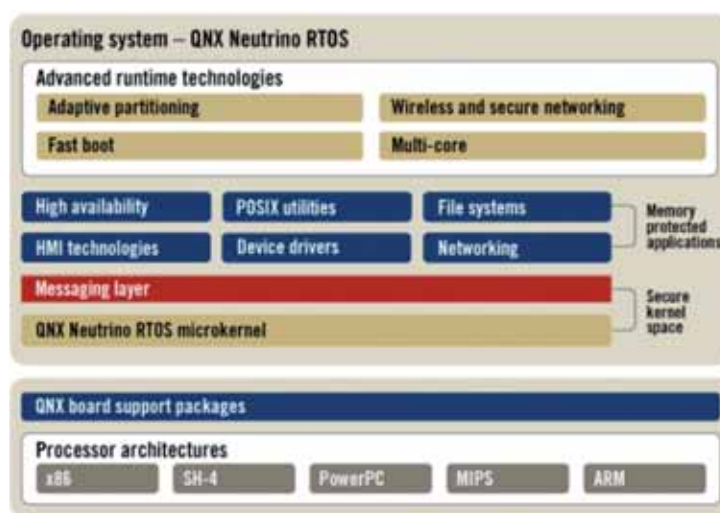 Operating system – QNX Neutrino RTOS
Advanced runtime technologies
Adaptive partitioning
Wireless and secure networking
Fast boot
Multi-core
High availability
POSIX utilities
File systems
HMI technologies
Device drivers
Networking
Memory
protected
applications
Messaging layer
QNX Neutrino RTOS microkernel
Secure
kernel
space
QNX board support packages
Processor architectures
x86
SH-4
PowerPC
MIPS
ARM